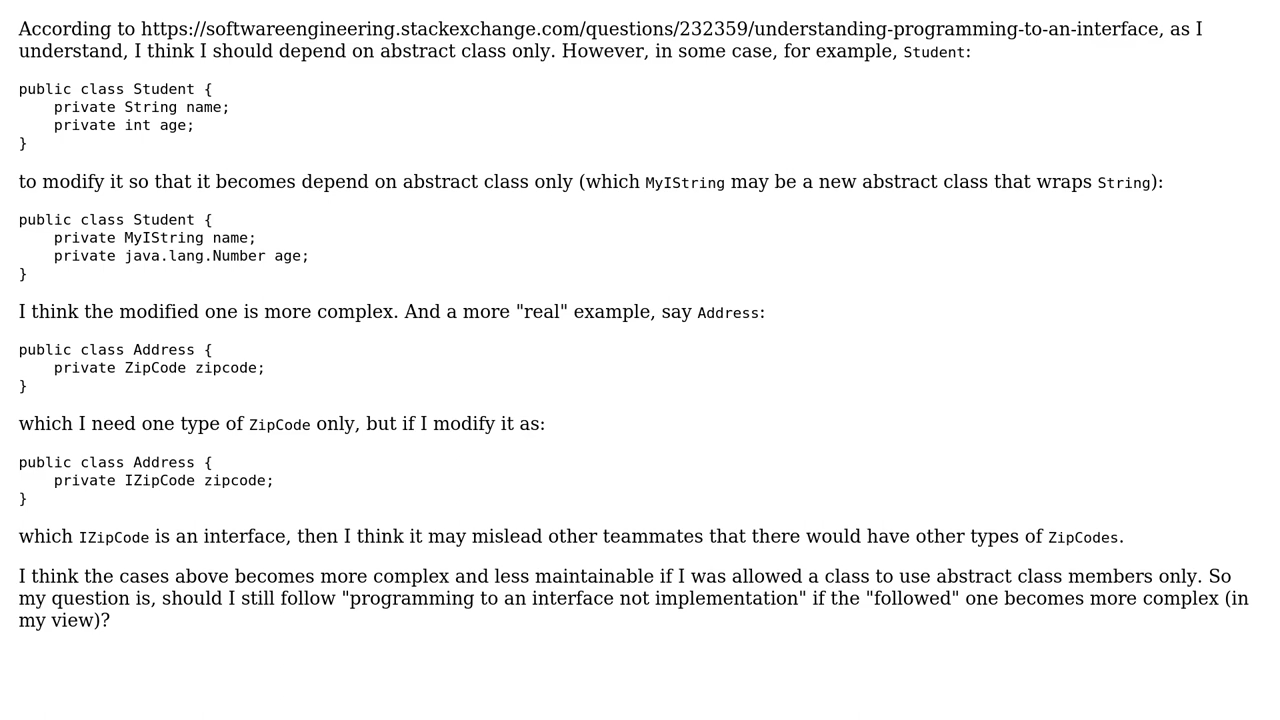 According to https://softwareengineering.stackexchange.com/questions/232359/understanding-programming-to-an-interface, as I
understand, I think I should depend on abstract class only. However, in some case, for example, Student:
public class Student {
    private String name;
    private int age;
}
to modify it so that it becomes depend on abstract class only (which MyIString may be a new abstract class that wraps String):
public class Student {
    private MyIString name;
    private java.lang.Number age;
}
I think the modified one is more complex. And a more "real" example, say Address:
public class Address {
    private ZipCode zipcode;
}
which I need one type of ZipCode only, but if I modify it as:
public class Address {
    private IZipCode zipcode;
}
which IZipCode is an interface, then I think it may mislead other teammates that there would have other types of ZipCodes.
I think the cases above becomes more complex and less maintainable if I was allowed a class to use abstract class members only. So
my question is, should I still follow "programming to an interface not implementation" if the "followed" one becomes more complex (in
my view)?